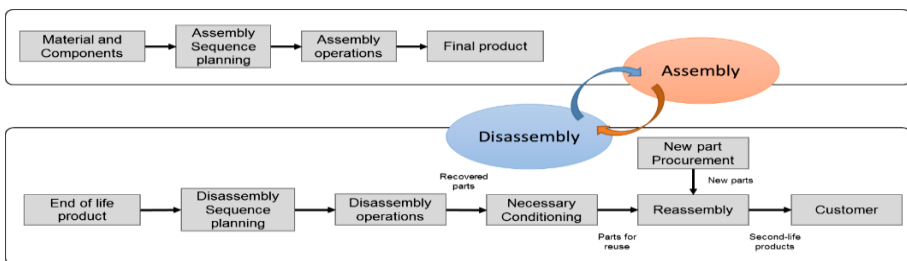 Material and
Components
Assembly
Sequence
planning
Assembly
operations
Final product
Assembly
Disassembly
New part
Procurement
Recovered
parts
New parts
End of life
product
Disassembly
Sequence
planning
Disassembly
operations
Necessary
Conditioning
Reassembly
Customer
Parts for
reuse
Second-life
products